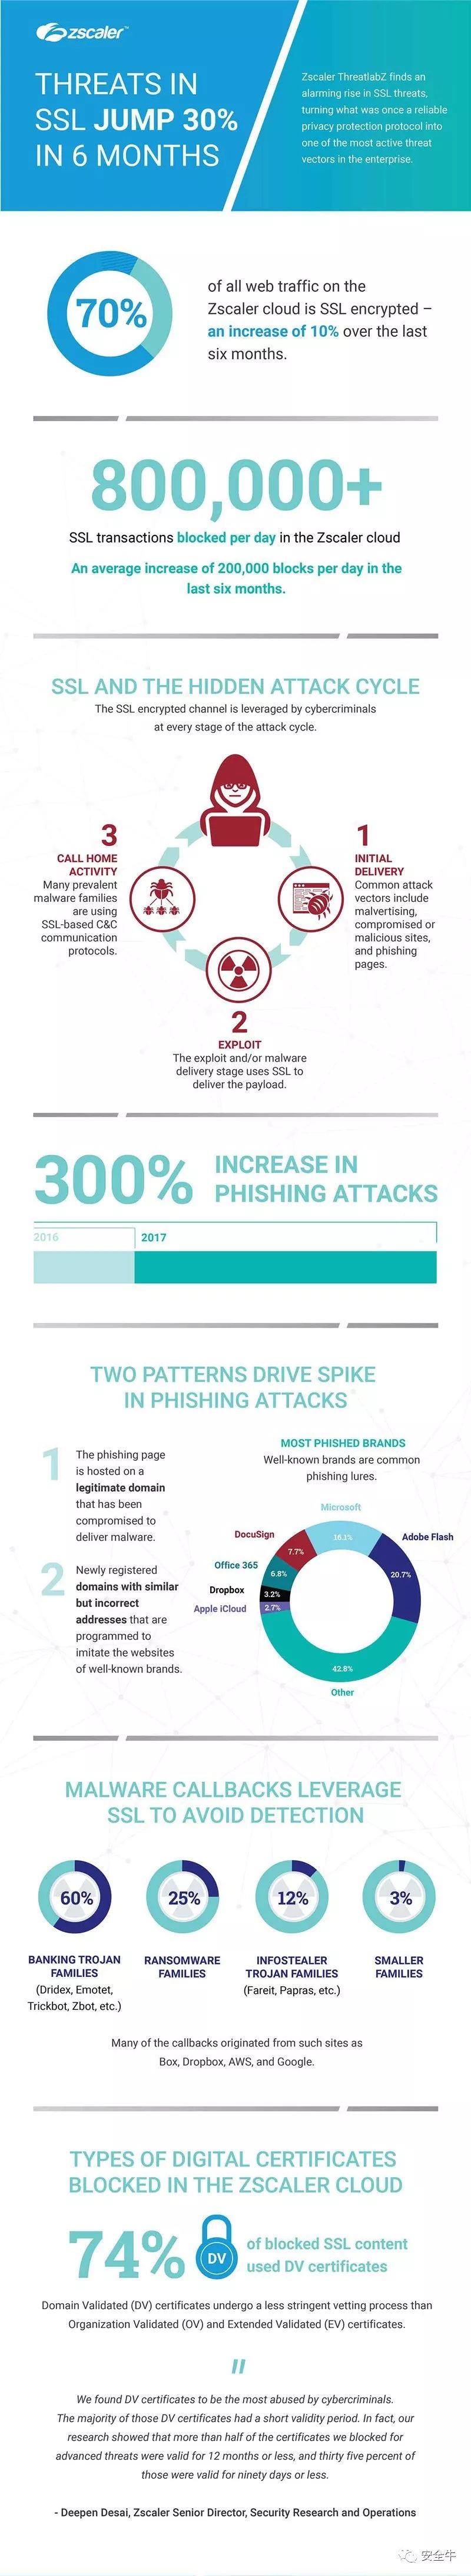 zscaler™
THREATS IN
SSL JUMP 30%
IN 6 MONTHS
Zscaler ThreatlabZ finds an
alarming rise in SSL threats,
turning what was once a reliable
privacy protection protocol into
one of the most active threat
vectors in the enterprise.
70%
of all web traffic on the
Zscaler cloud is SSL encrypted –
an increase of 10% over the last
six months.
800,000+
SSL transactions blocked per day in the Zscaler cloud
An average increase of 200,000 blocks per day in the
last six months.
SSL AND THE HIDDEN ATTACK CYCLE
The SSL encrypted channel is leveraged by cybercriminals
at every stage of the attack cycle.
1
INITIAL
DELIVERY
Common attack
vectors include
malvertising,
compromised or
malicious sites,
and phishing
pages.
2
EXPLOIT
The exploit and/or malware
delivery stage uses SSL to
deliver the payload.
3
CALL HOME
ACTIVITY
Many prevalent
malware families
are using
SSL-based C&C
communication
protocols.
300%
INCREASE IN
PHISHING ATTACKS
2016
2017
TWO PATTERNS DRIVE SPIKE
IN PHISHING ATTACKS
1
The phishing page
is hosted on a
legitimate domain
that has been
compromised to
deliver malware.
2
Newly registered
domains with similar
but incorrect
addresses that are
programmed to
imitate the websites
of well-known brands.
MOST PHISHED BRANDS
Well-known brands are common
phishing lures.
Microsoft
16.1%
Adobe Flash
20.7%
DocuSign
7.7%
Office 365
6.8%
Dropbox
3.2%
Apple iCloud
2.7%
42.8%
Other
MALWARE CALLBACKS LEVERAGE
SSL TO AVOID DETECTION
60%
BANKING TROJAN
FAMILIES
(Dridex, Emotet,
Trickbot, Zbot, etc.)
25%
RANSOMWARE
FAMILIES
12%
INFOSTEALER
TROJAN FAMILIES
(Fareit, Papras, etc.)
3%
SMALLER
FAMILIES
Many of the callbacks originated from such sites as
Box, Dropbox, AWS, and Google.
TYPES OF DIGITAL CERTIFICATES
BLOCKED IN THE ZSCALER CLOUD
74%
DV
of blocked SSL content
used DV certificates
Domain Validated (DV) certificates undergo a less stringent vetting process than
Organization Validated (OV) and Extended Validated (EV) certificates.
"
We found DV certificates to be the most abused by cybercriminals.
The majority of those DV certificates had a short validity period. In fact, our
research showed that more than half of the certificates we blocked for
advanced threats were valid for 12 months or less, and thirty five percent of
those were valid for ninety days or less.
- Deepen Desai, Zscaler Senior Director, Security Research and Operations
安全牛